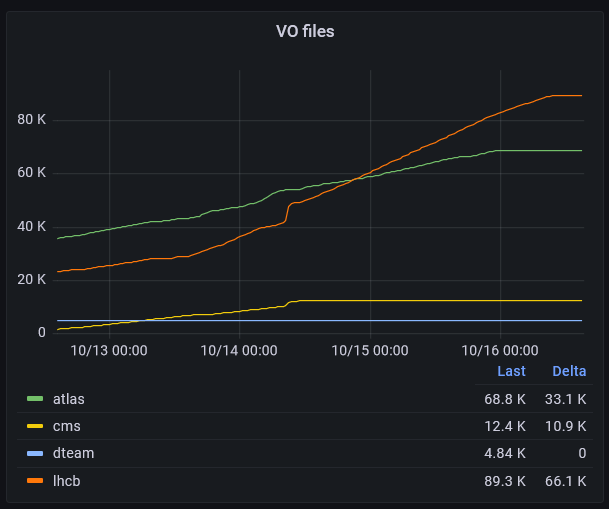 VO files
80 K
60 K
40 K
20 K
0
10/13 00:00 10/14 00:00 10/15 00:00 10/16 00:00
Last Delta
atlas 68.8 K 33.1 K
cms 12.4 K 10.9 K
dteam 4.84 K 0
lhcb 89.3 K 66.1 K